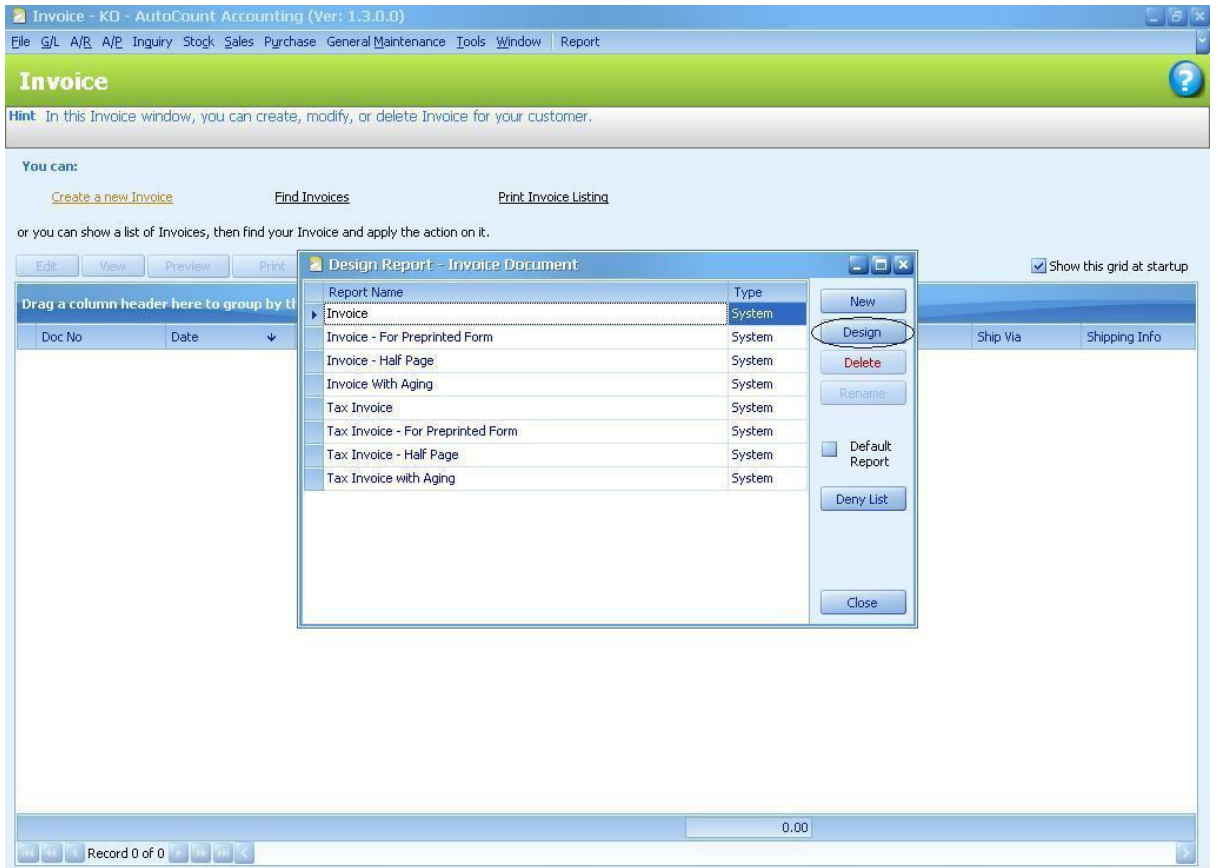 Invoice - KO - AutoCount Accounting (Ver: 1.3.0.0)
File G/L A/R A/P Inquiry Stock Sales Purchase General Maintenance Tools Window Report
Invoice
?
Hint In this Invoice window, you can create, modify, or delete Invoice for your customer.
You can:
Create a new Invoice Find Invoices Print Invoice Listing
or you can show a list of Invoices, then find your Invoice and apply the action on it.
Edit View Preview Print
Show this grid at startup
Drag a column header here to group by th
Doc No Date Ship Via Shipping Info
Design Report - Invoice Document
Report Name Type
Invoice System
Invoice - For Preprinted Form System
Invoice - Half Page System
Invoice With Aging System
Tax Invoice System
Tax Invoice - For Preprinted Form System
Tax Invoice - Half Page System
Tax Invoice with Aging System
New
Design
Delete
Rename
Default
Report
Deny List
Close
0.00
Record 0 of 0